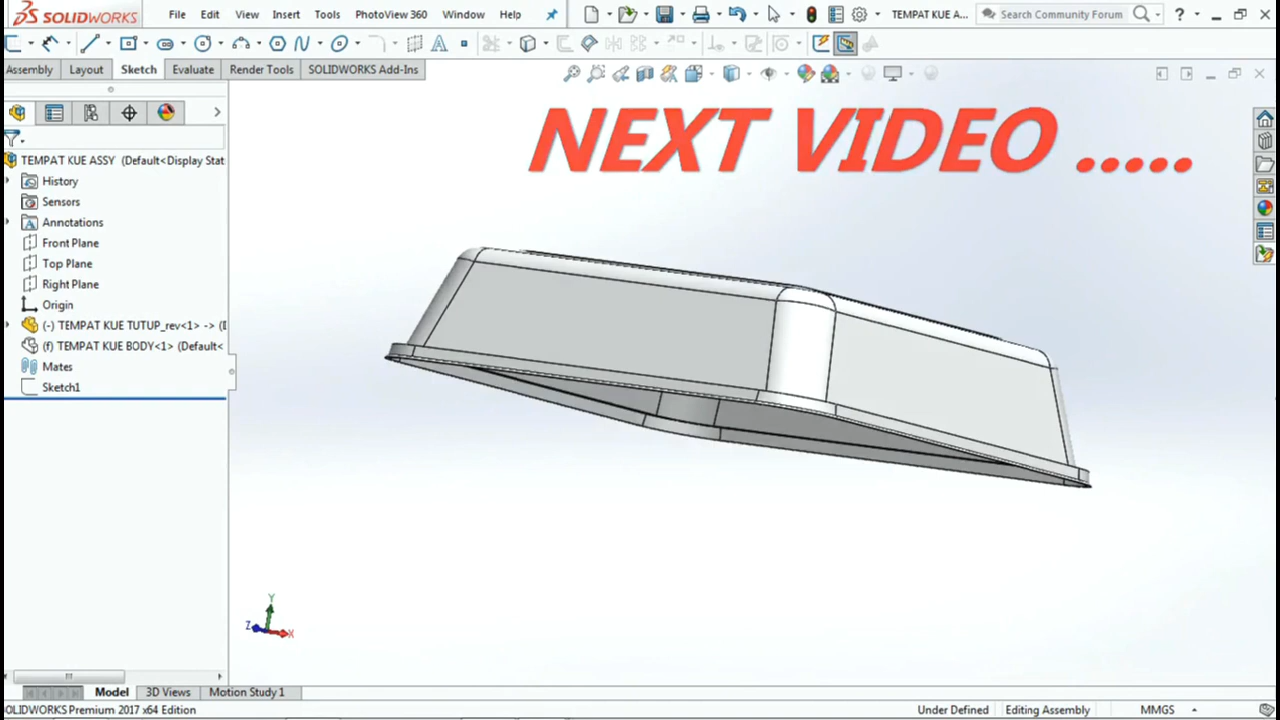 SOLIDWORKS File Edit View Insert Tools PhotoView 360 Window Help TEMPAT KUE A... Search Community Forum
Assembly Layout Sketch Evaluate Render Tools SOLIDWORKS Add-Ins
NEXT VIDEO .....
TEMPAT KUE ASSY (Default<Display Stat
History
Sensors
Annotations
Front Plane
Top Plane
Right Plane
Origin
(-) TEMPAT KUE TUTUP_rev<1> -> (D
(f) TEMPAT KUE BODY<1> (Default<
Mates
Sketch1
Y
Z X
Model 3D Views Motion Study 1
OLIDWORKS Premium 2017 x64 Edition Under Defined Editing Assembly MMGS